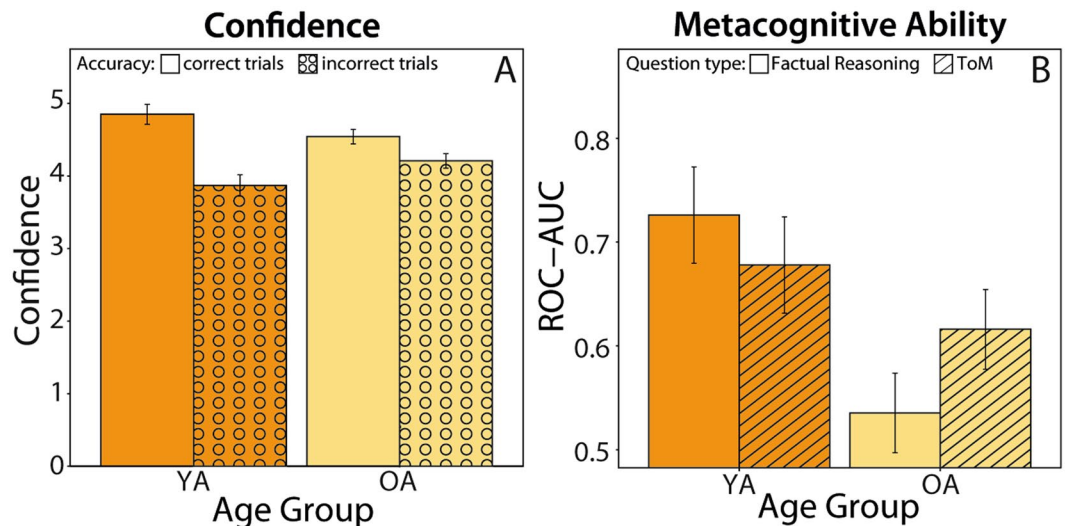 Confidence
Accuracy: correct trials incorrect trials A
5
4
3
2
1
0
Confidence
YA OA
Age Group
Metacognitive Ability
Question type: Factual Reasoning ToM B
0.8
0.7
0.6
0.5
ROC–AUC
YA OA
Age Group